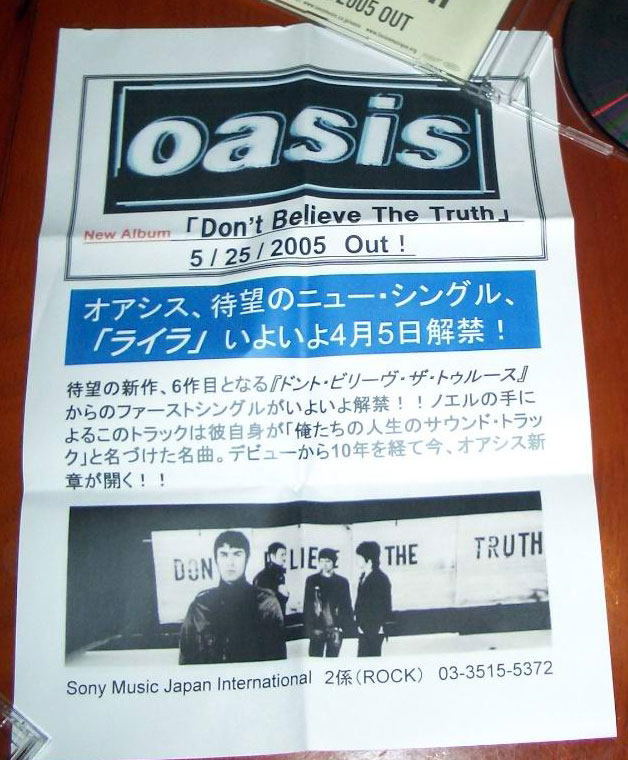 2005 OUT
oasis
New Album 「Don't Believe The Truth」
5/25/2005 Out!
オアシス、待望のニュー・シングル、
「ライラ」いよいよ4月5日解禁！
待望の新作、6作目となる『ドント・ビリーヴ・ザ・トゥルース』
からのファーストシングルがいよいよ解禁！！ノエルの手に
よるこのトラックは彼自身が「俺たちの人生のサウンド・トラッ
ク」と名づけた名曲。デビューから10年を経て今、オアシス新
章が開く！！
DON LIEVE THE TRUTH
Sony Music Japan International 2係（ROCK） 03-3515-5372